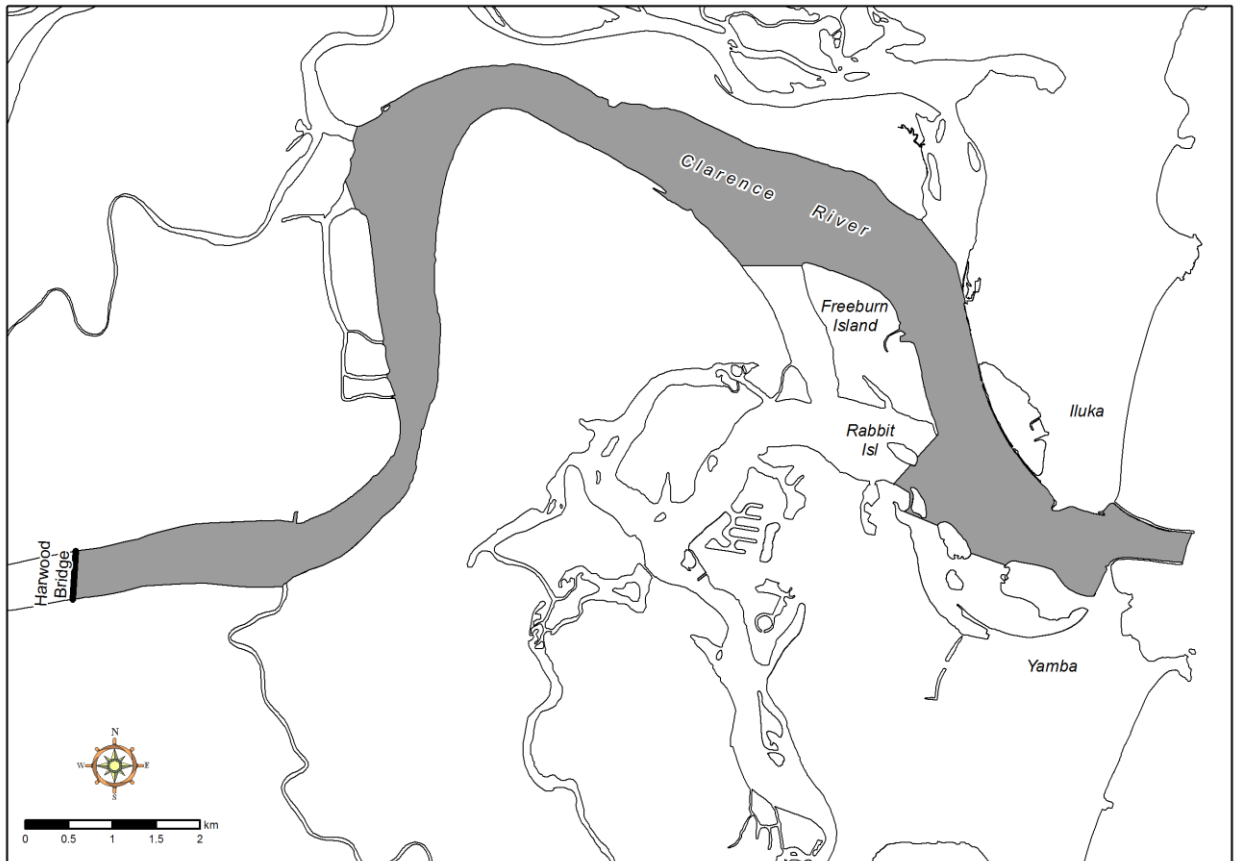 Clarence River
Freeburn
Island
Iluka
Rabbit
Isl
Harwood
Bridge
Yamba
N
W E
S
km
0 0.5 1 1.5 2